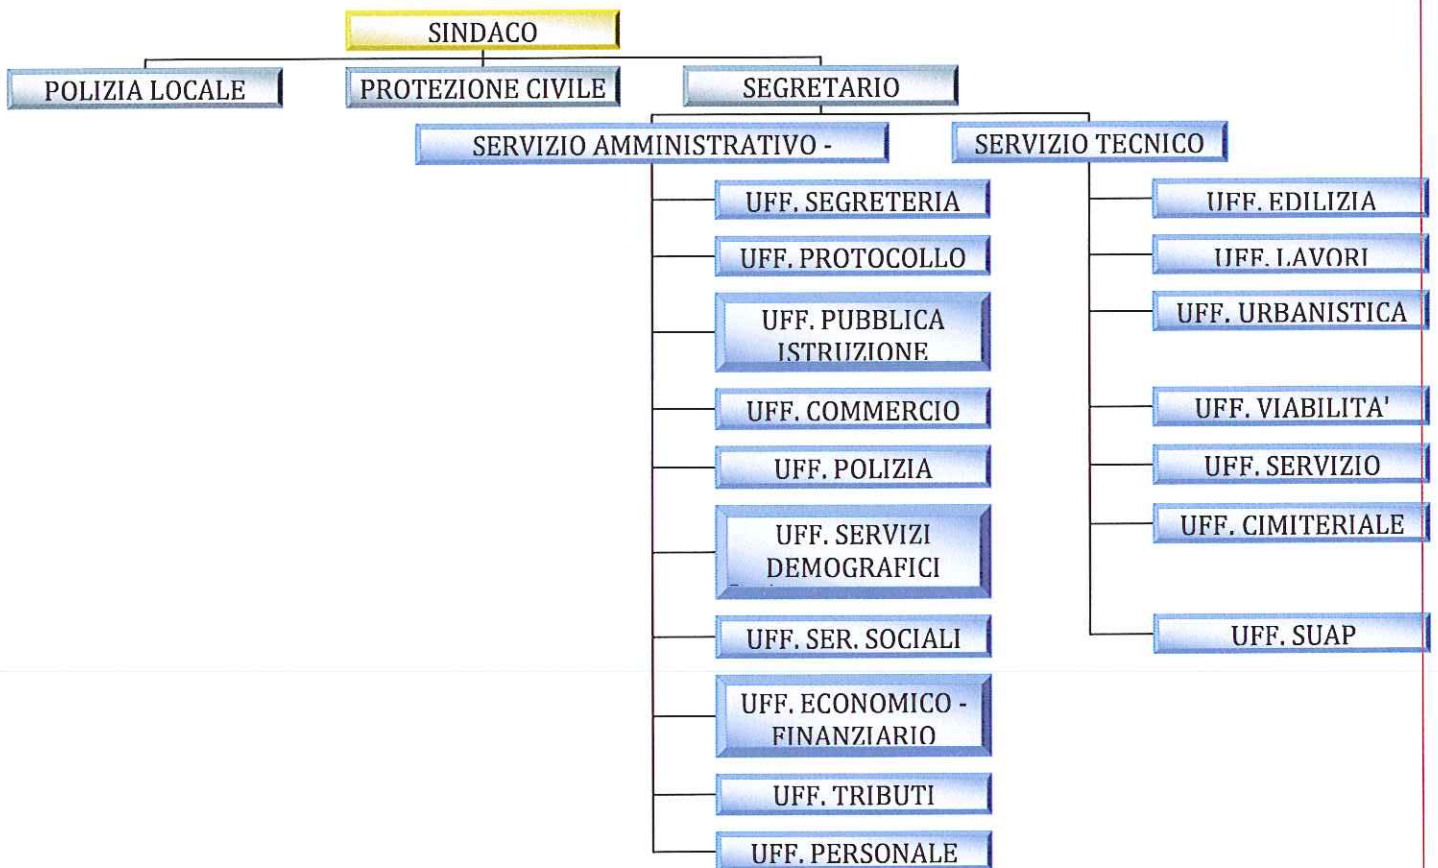 SINDACO
POLIZIA LOCALE
PROTEZIONE CIVILE
SEGRETARIO
SERVIZIO AMMINISTRATIVO -
SERVIZIO TECNICO
UFF. SEGRETERIA
UFF. PROTOCOLLO
UFF. PUBBLICA
ISTRUZIONE
UFF. COMMERCIO
UFF. POLIZIA
UFF. SERVIZI
DEMOGRAFICI
UFF. SER. SOCIALI
UFF. ECONOMICO -
FINANZIARIO
UFF. TRIBUTI
UFF. PERSONALE
UFF. EDILIZIA
UFF. LAVORI
UFF. URBANISTICA
UFF. VIABILITA'
UFF. SERVIZIO
UFF. CIMITERIALE
UFF. SUAP